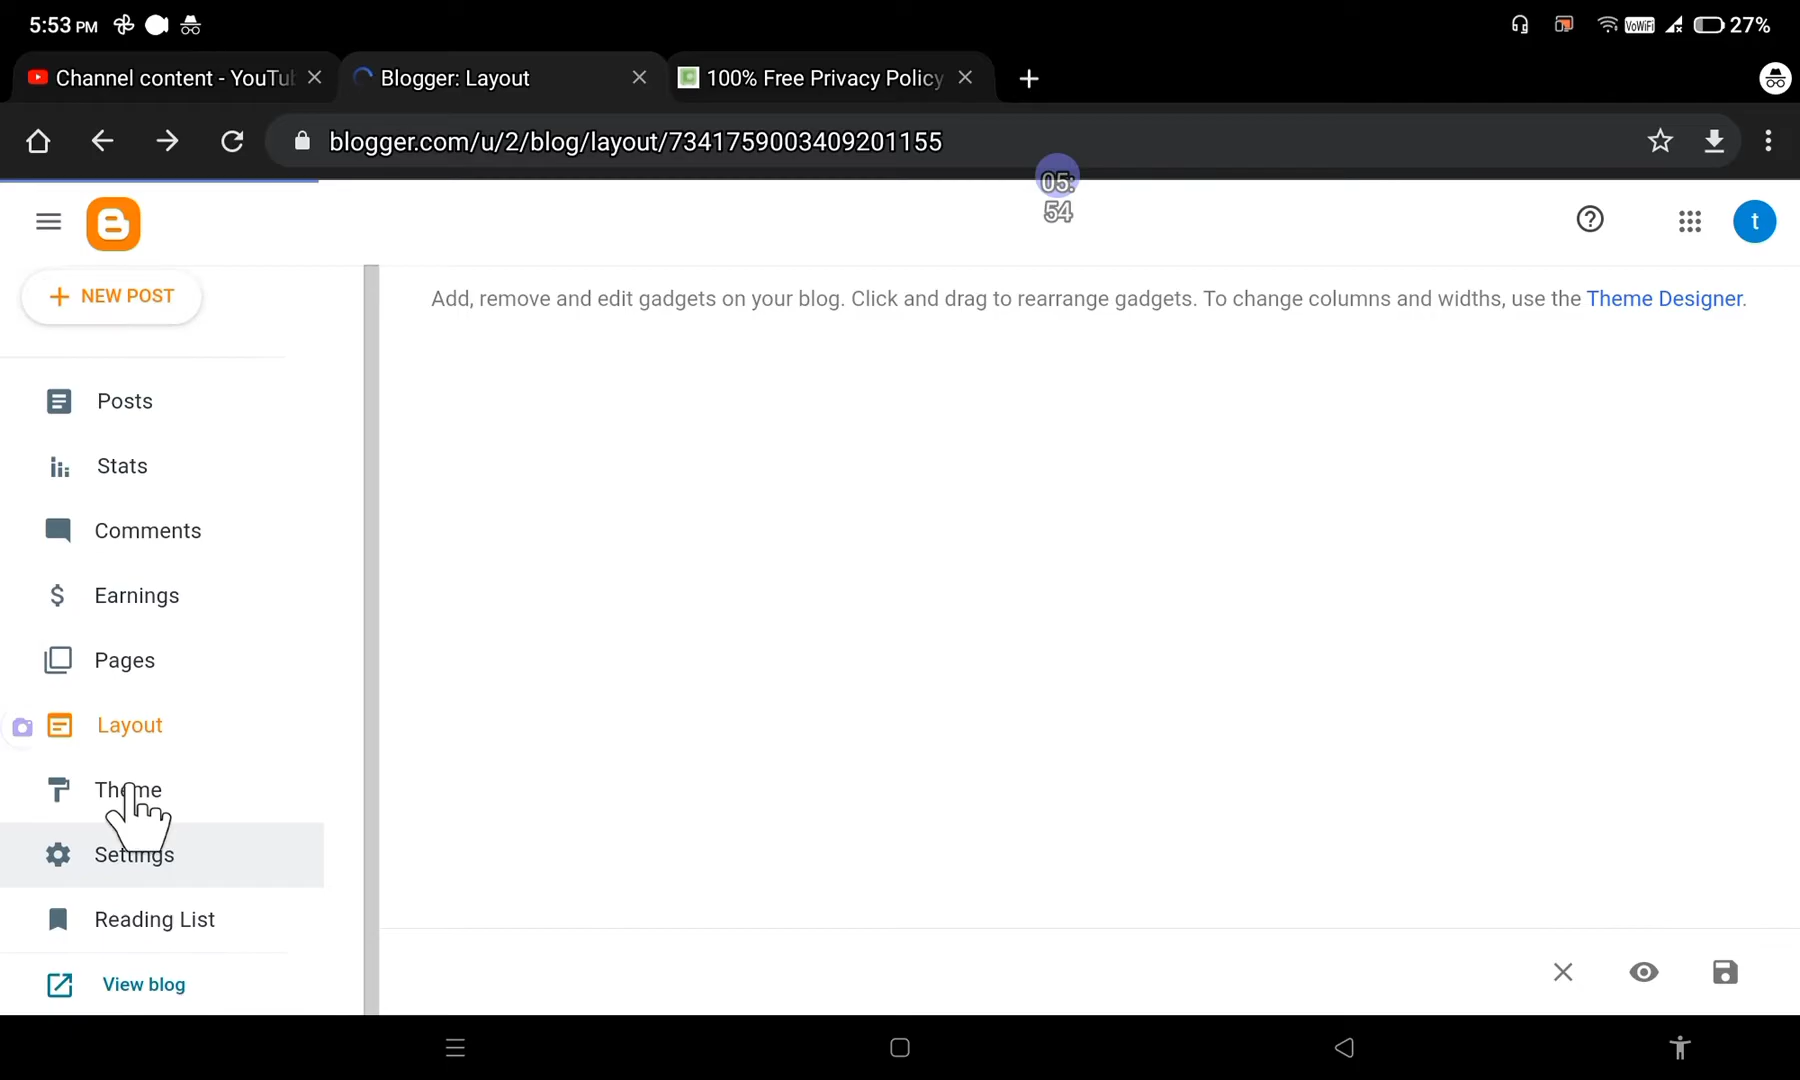 5:53 PM
VoWiFi
27%
Channel content - YouTu
Blogger: Layout
100% Free Privacy Policy
blogger.com/u/2/blog/layout/7341759003409201155
05:
54
t
NEW POST
Add, remove and edit gadgets on your blog. Click and drag to rearrange gadgets. To change columns and widths, use the Theme Designer.
Posts
Stats
Comments
Earnings
Pages
Layout
Theme
Settings
Reading List
View blog